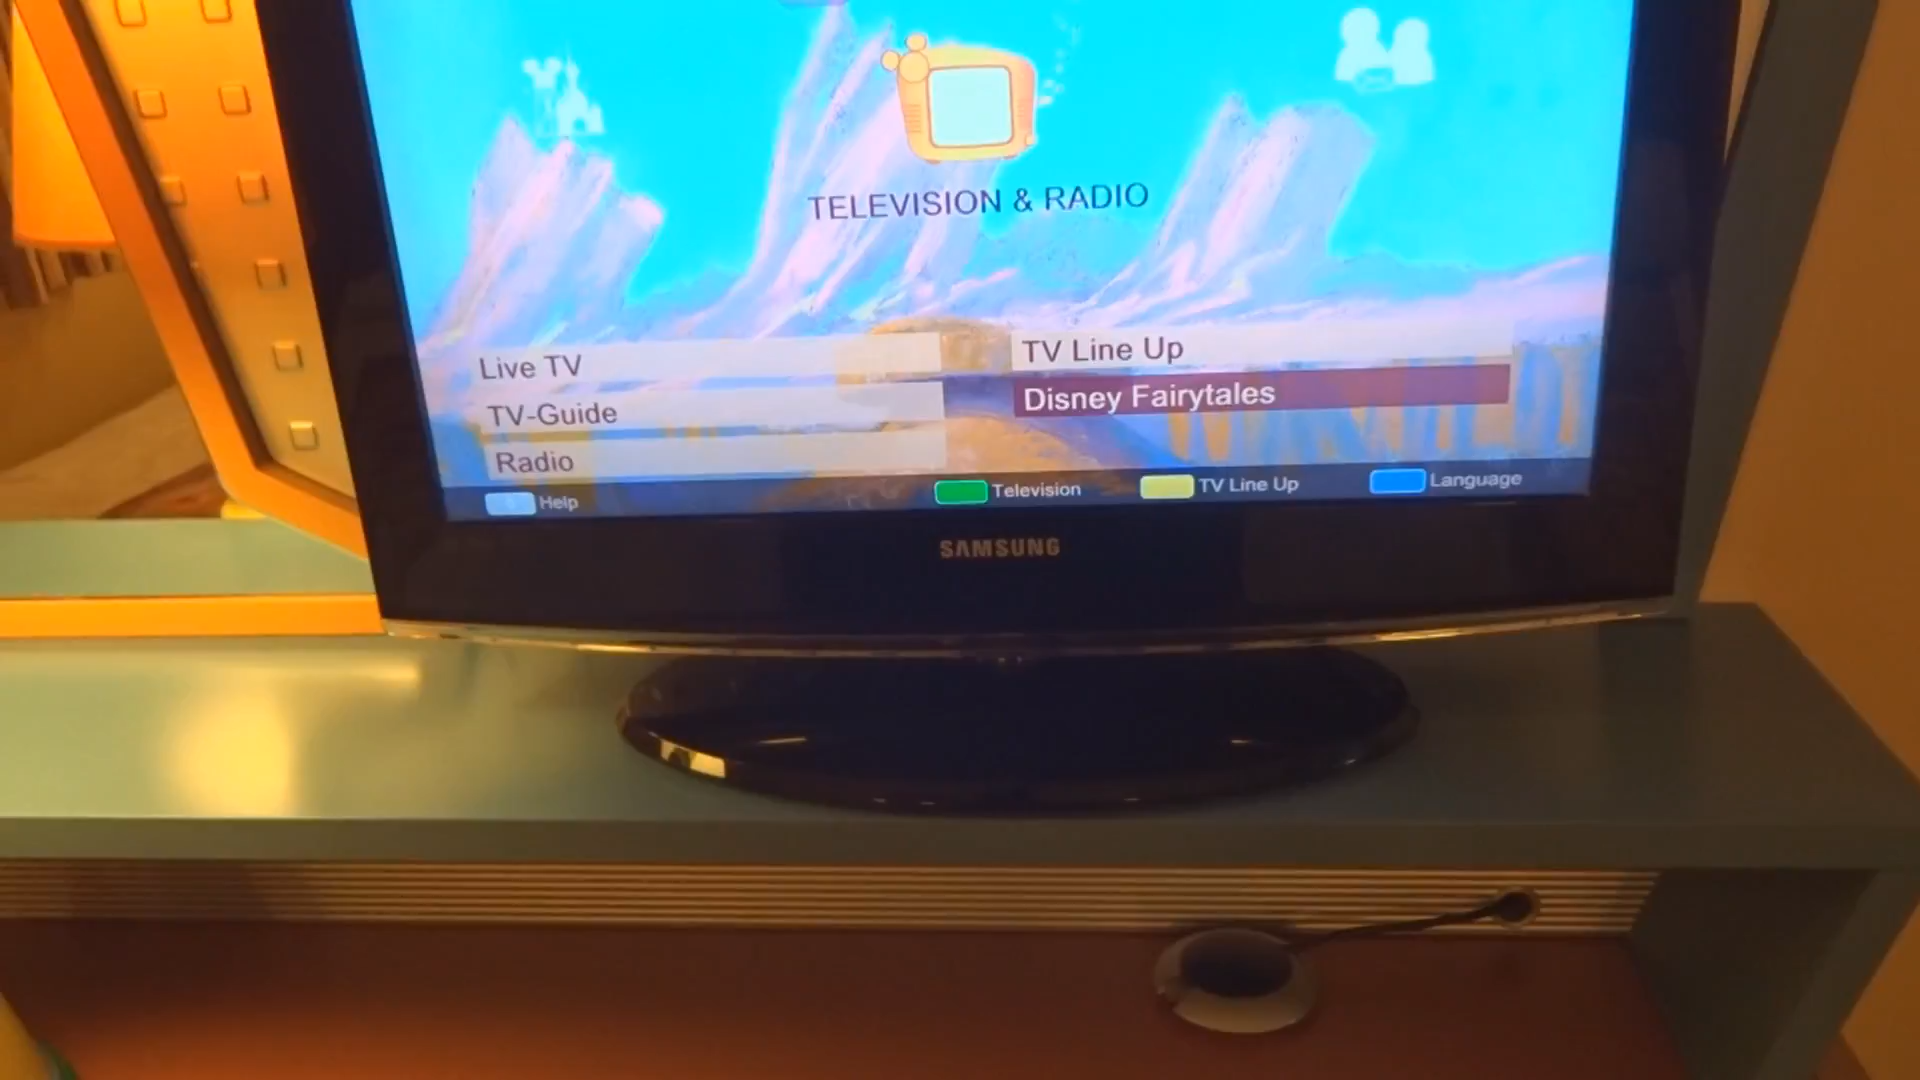 TELEVISION & RADIO
Live TV
TV-Guide
Radio
TV Line Up
Disney Fairytales
Help
Television
TV Line Up
Language
SAMSUNG